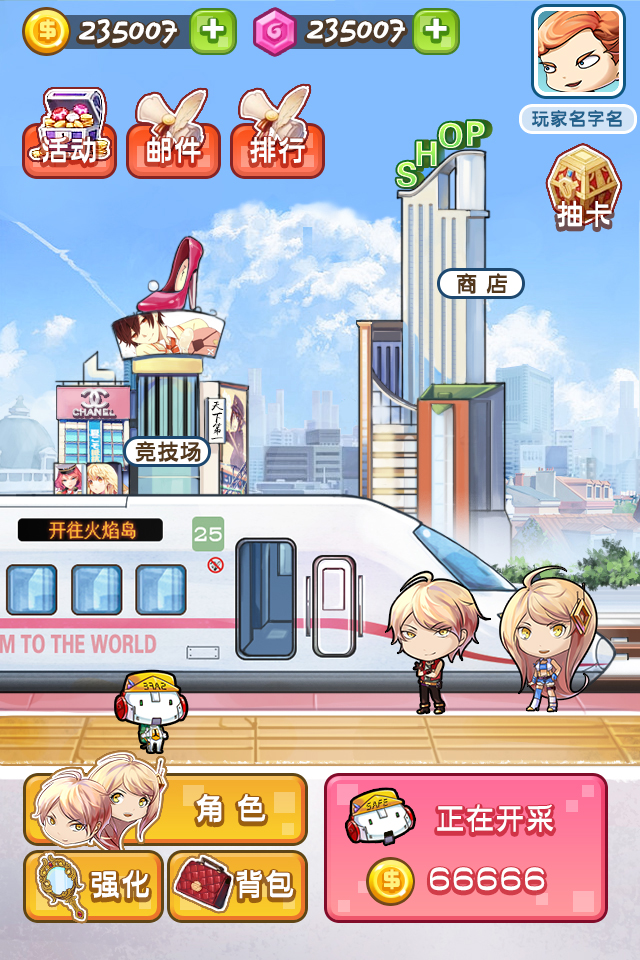 235007
235007
玩家名字名
活动
邮件
排行
抽卡
SHOP
商店
CHANEL
天下第一
竞技场
开往火焰岛
25
M TO THE WORLD
SAFE
角色
SAFE
正在开采
强化
背包
66666